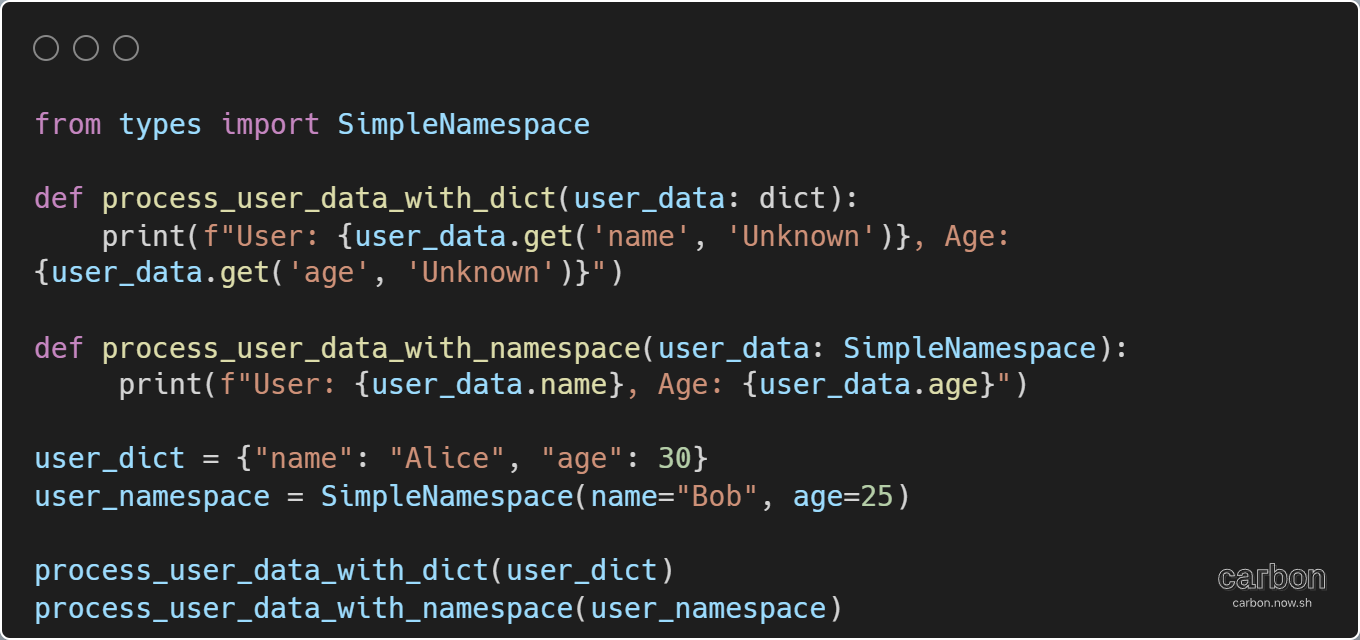 from types import SimpleNamespace
def process_user_data_with_dict(user_data: dict):
    print(f"User: {user_data.get('name', 'Unknown')}, Age:
{user_data.get('age', 'Unknown')}")
def process_user_data_with_namespace(user_data: SimpleNamespace):
     print(f"User: {user_data.name}, Age: {user_data.age}")
user_dict = {"name": "Alice", "age": 30}
user_namespace = SimpleNamespace(name="Bob", age=25)
process_user_data_with_dict(user_dict)
process_user_data_with_namespace(user_namespace)
carbon
carbon.now.sh